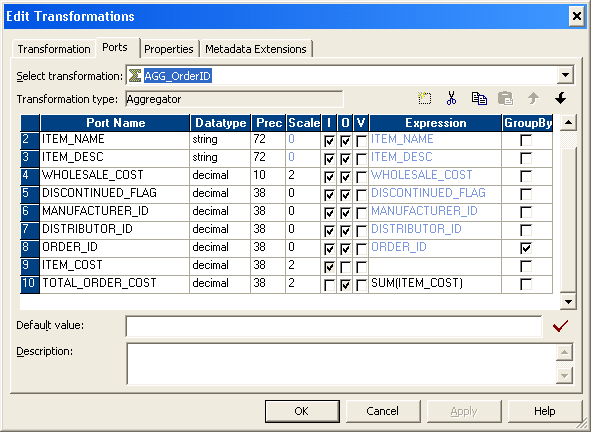 Edit Transformations
Transformation Ports Properties Metadata Extensions
Select transformation: AGG_OrderID
Transformation type: Aggregator
Port Name Datatype Prec Scale I O V Expression GroupBy
2 ITEM_NAME string 72 0 ITEM_NAME
3 ITEM_DESC string 72 0 ITEM_DESC
4 WHOLESALE_COST decimal 10 2 WHOLESALE_COST
5 DISCONTINUED_FLAG decimal 38 0 DISCONTINUED_FLAG
6 MANUFACTURER_ID decimal 38 0 MANUFACTURER_ID
7 DISTRIBUTOR_ID decimal 38 0 DISTRIBUTOR_ID
8 ORDER_ID decimal 38 0 ORDER_ID
9 ITEM_COST decimal 38 2
10 TOTAL_ORDER_COST decimal 38 2 SUM(ITEM_COST)
Default value:
Description:
OK Cancel Apply Help